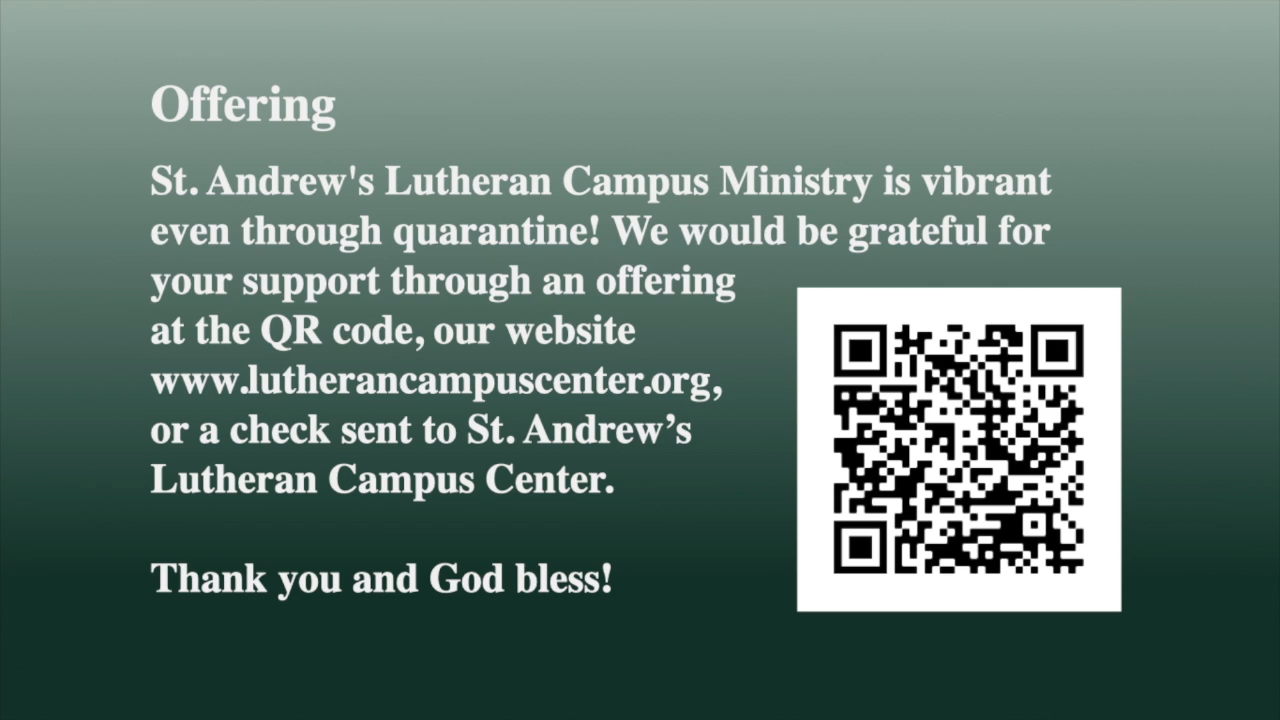 Offering
St. Andrew's Lutheran Campus Ministry is vibrant
even through quarantine! We would be grateful for
your support through an offering
at the QR code, our website
www.lutherancampuscenter.org,
or a check sent to St. Andrew’s
Lutheran Campus Center.
Thank you and God bless!